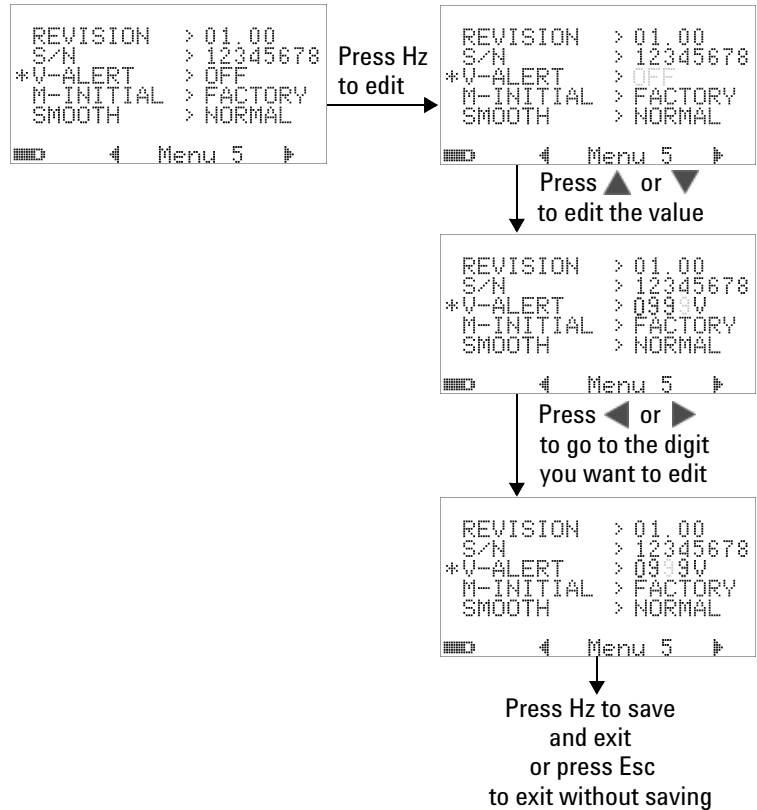 REVISION > 01.00
S/N > 12345678
*V-ALERT > OFF
M-INITIAL > FACTORY
SMOOTH > NORMAL
Menu 5
Press Hz
to edit
REVISION > 01.00
S/N > 12345678
*V-ALERT > OFF
M-INITIAL > FACTORY
SMOOTH > NORMAL
Menu 5
Press ▲ or ▼
to edit the value
REVISION > 01.00
S/N > 12345678
*V-ALERT > 0999V
M-INITIAL > FACTORY
SMOOTH > NORMAL
Menu 5
Press ◀ or ▶
to go to the digit
you want to edit
REVISION > 01.00
S/N > 12345678
*V-ALERT > 0999V
M-INITIAL > FACTORY
SMOOTH > NORMAL
Menu 5
Press Hz to save
and exit
or press Esc
to exit without saving